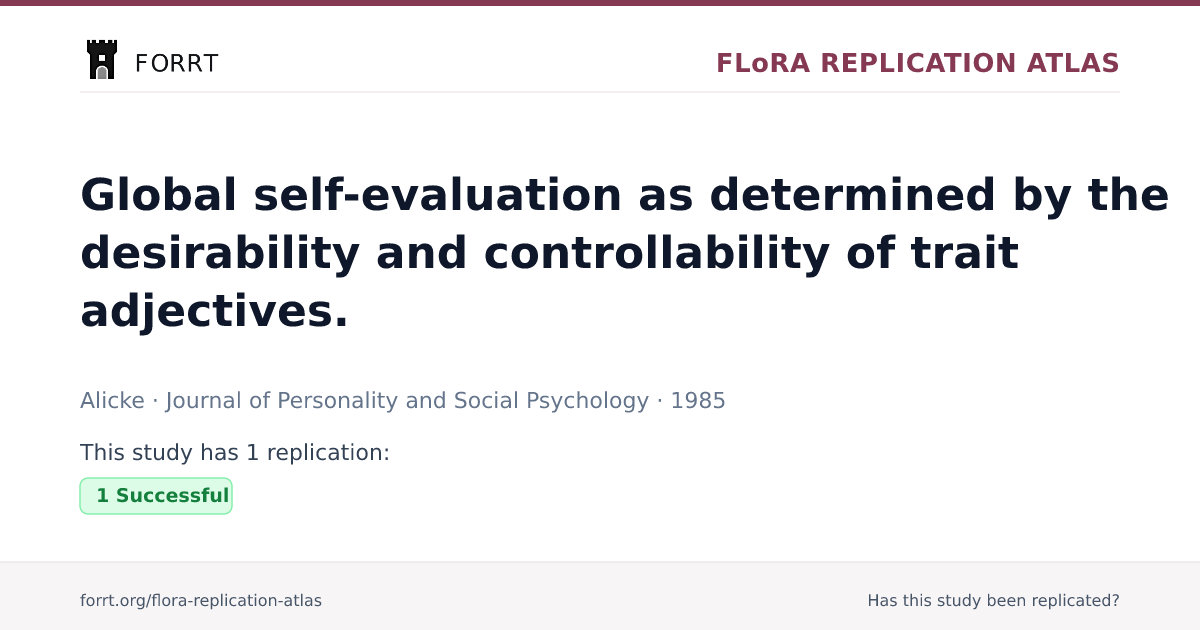 FORRT
FLoRA REPLICATION ATLAS
Global self-evaluation as determined by the
desirability and controllability of trait
adjectives.
Alicke · Journal of Personality and Social Psychology · 1985
This study has 1 replication:
1 Successful
forrt.org/flora-replication-atlas
Has this study been replicated?